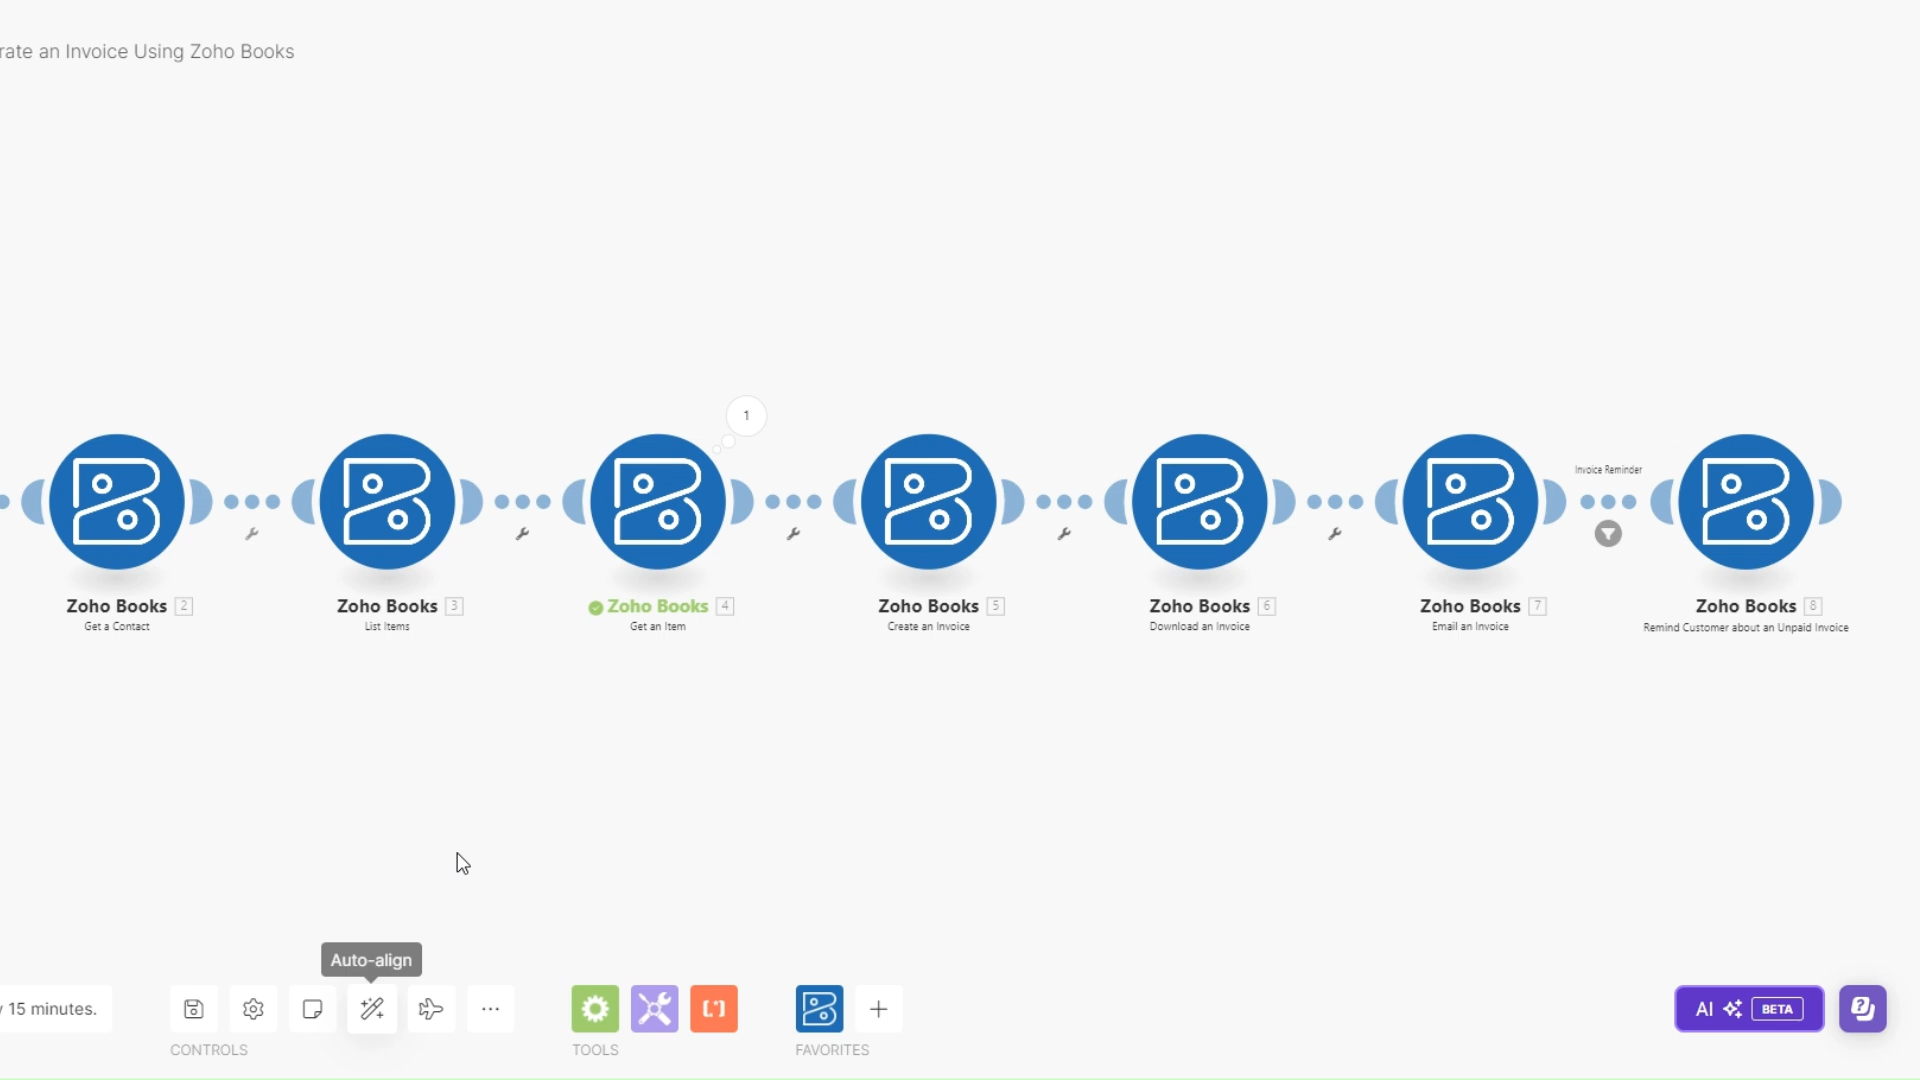 rate an Invoice Using Zoho Books
1
Invoice Reminder
Zoho Books 2
Get a Contact
Zoho Books 3
List Items
Zoho Books 4
Get an Item
Zoho Books 5
Create an Invoice
Zoho Books 6
Download an Invoice
Zoho Books 7
Email an Invoice
Zoho Books 8
Remind Customer about an Unpaid Invoice
Auto-align
15 minutes.
CONTROLS
TOOLS
FAVORITES
AI BETA